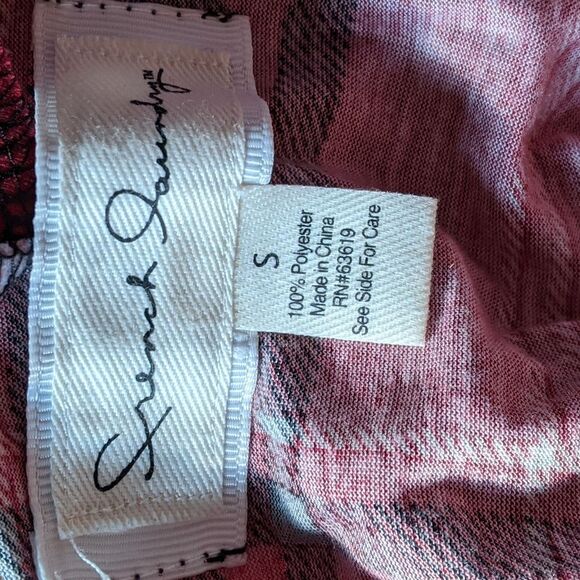 French Laundry™
S
100% Polyester
Made in China
RN#63619
See Side For Care